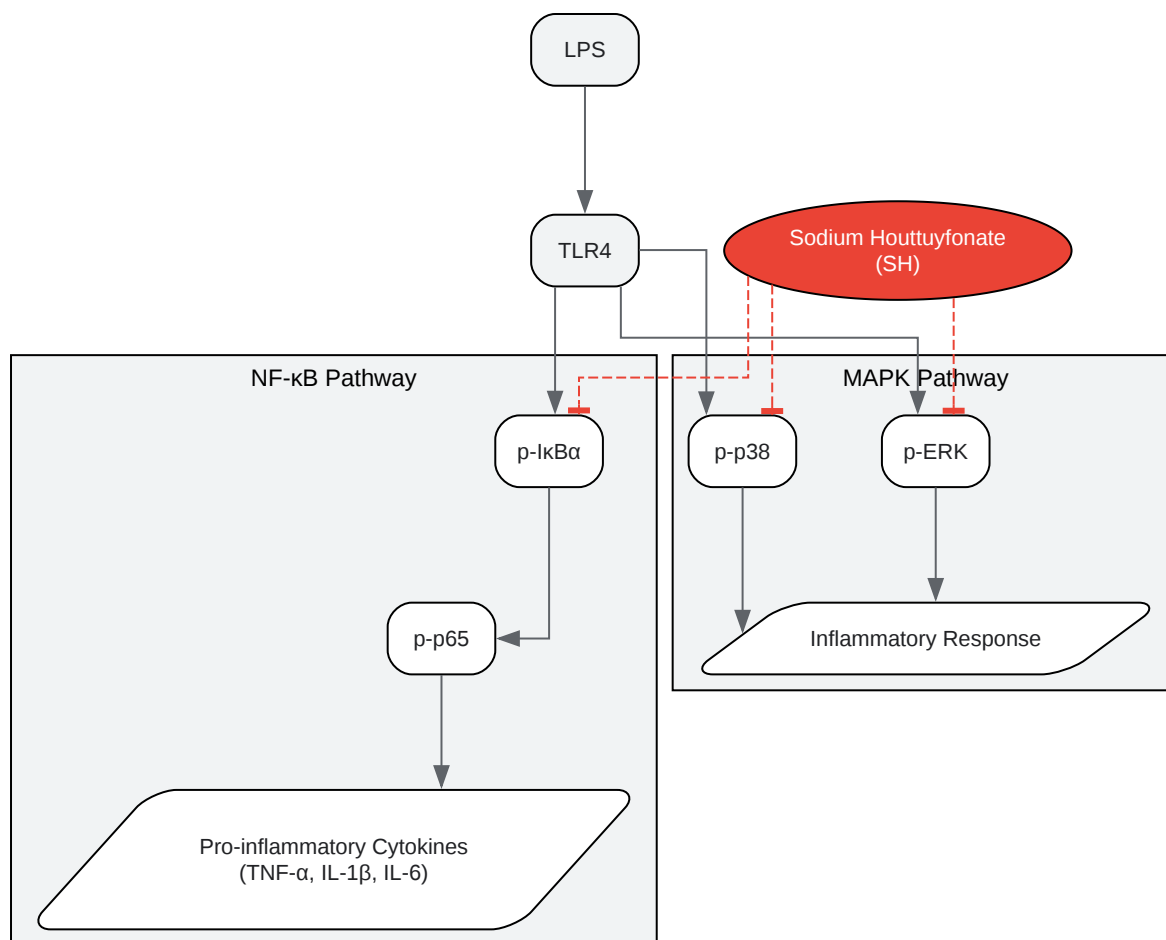 LPS
TLR4
Sodium Houttuyfonate
(SH)
NF-κB Pathway
MAPK Pathway
p-IκBα
p-p38
p-ERK
p-p65
Inflammatory Response
Pro-inflammatory Cytokines
(TNF-α, IL-1β, IL-6)